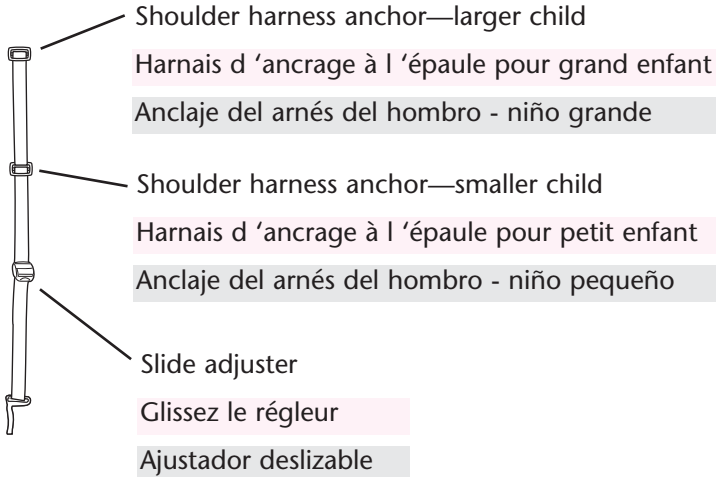 Shoulder harness anchor—larger child
Harnais d ‘ancrage à l ‘épaule pour grand enfant
Anclaje del arnés del hombro - niño grande
Shoulder harness anchor—smaller child
Harnais d ‘ancrage à l ‘épaule pour petit enfant
Anclaje del arnés del hombro - niño pequeño
Slide adjuster
Glissez le régleur
Ajustador deslizable